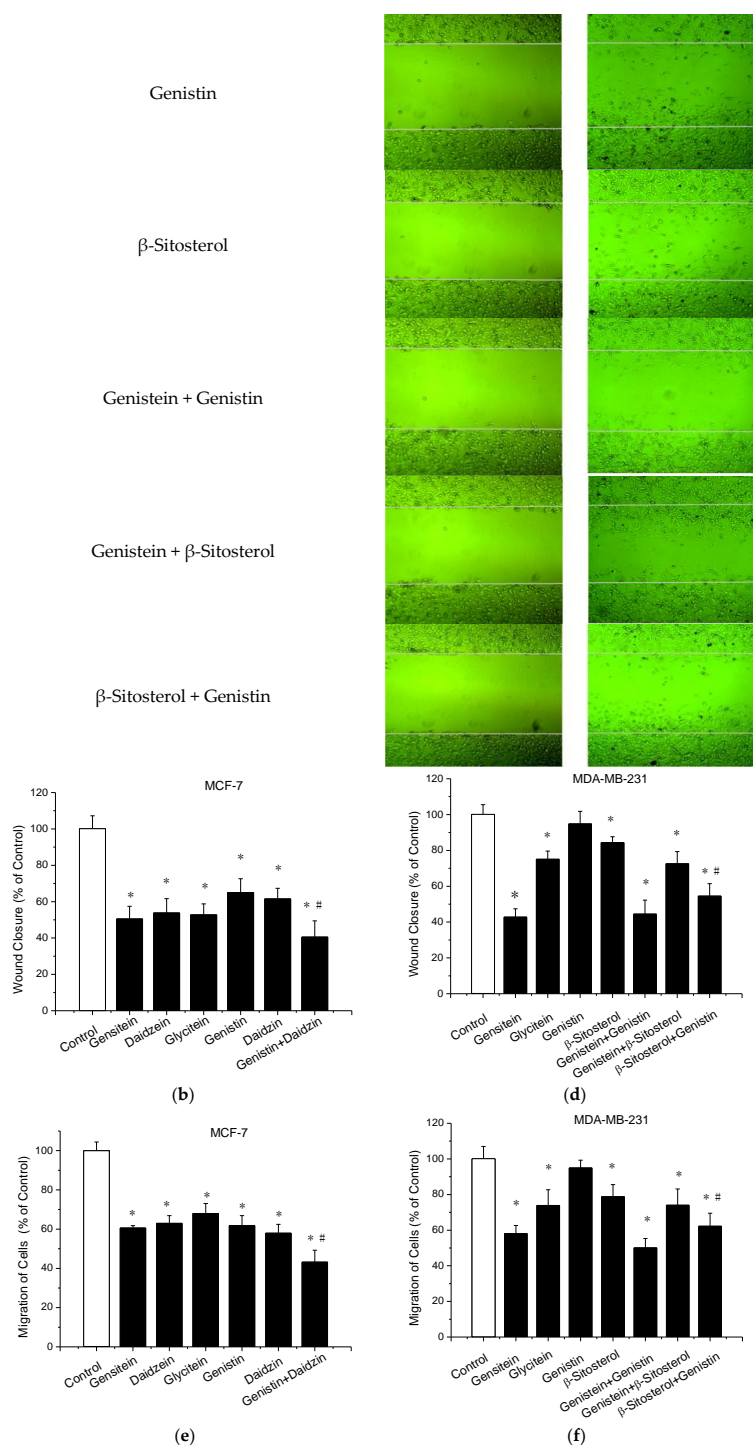 Genistin
β-Sitosterol
Genistein + Genistin
Genistein + β-Sitosterol
β-Sitosterol + Genistin
MCF-7
Wound Closure (% of Control)
120
100
80
60
40
20
0
*
*
*
*
*
* #
Control
Gensitein
Daidzein
Glycitein
Genistin
Daidzin
Genistin+Daidzin
(b)
MDA-MB-231
Wound Closure (% of Control)
120
100
80
60
40
20
0
*
*
*
*
*
* #
Control
Gensitein
Glycitein
Genistin
β-Sitosterol
Genistein+Genistin
Genistein+β-Sitosterol
β-Sitosterol+Genistin
(d)
MCF-7
Migration of Cells (% of Control)
100
80
60
40
20
0
*
*
*
*
*
* #
Control
Gensitein
Daidzein
Glycitein
Genistin
Daidzin
Genistin+Daidzin
(e)
MDA-MB-231
Migration of Cells (% of Control)
120
100
80
60
40
20
0
*
*
*
*
*
* #
Control
Gensitein
Glycitein
Genistin
β-Sitosterol
Genistein+Genistin
Genistein+β-Sitosterol
β-Sitosterol+Genistin
(f)